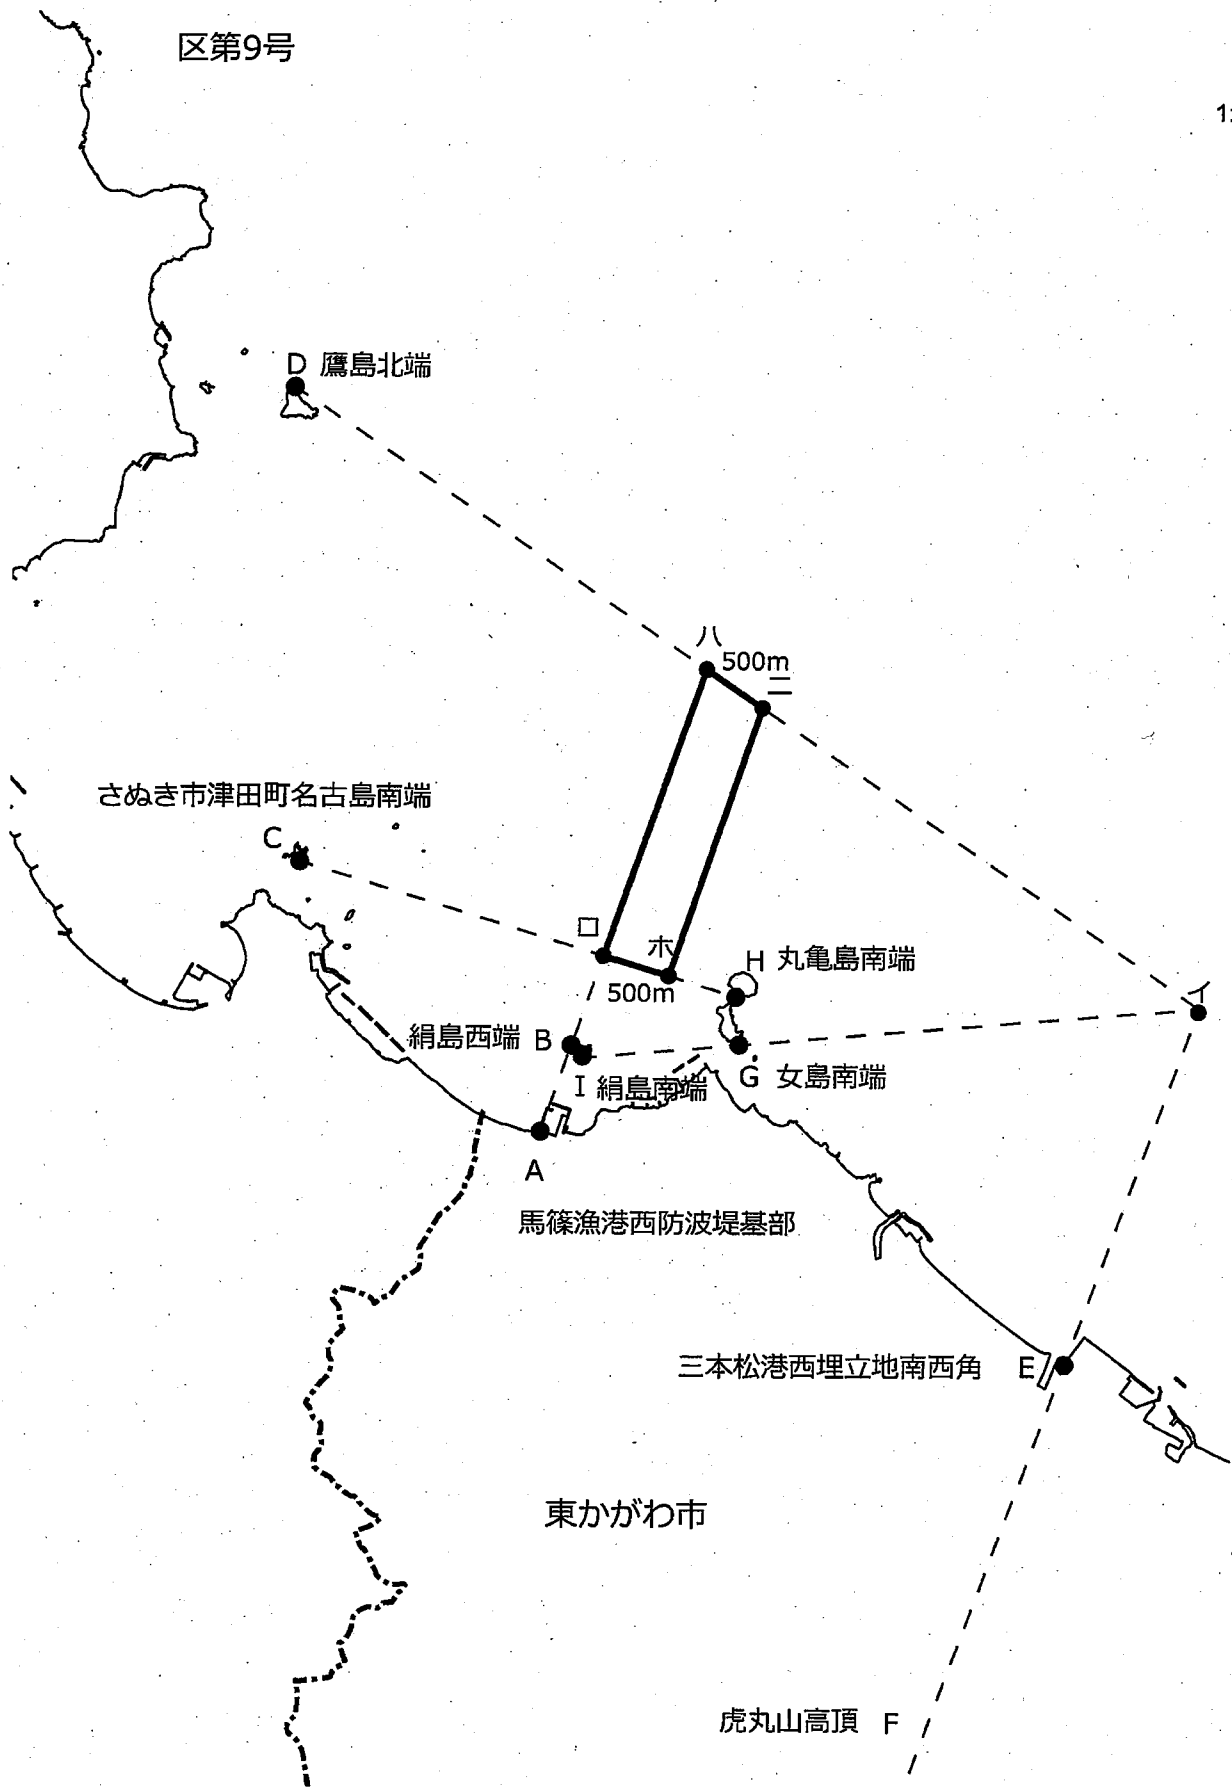 区第9号
1:
D 鷹島北端
ハ
500m
ニ
さぬき市津田町名古島南端
C
ロ
ホ
H 丸亀島南端
500m
イ
絹島西端 B
I 絹島南端
G 女島南端
A
馬篠漁港西防波堤基部
三本松港西埋立地南西角 E
東かがわ市
虎丸山高頂 F